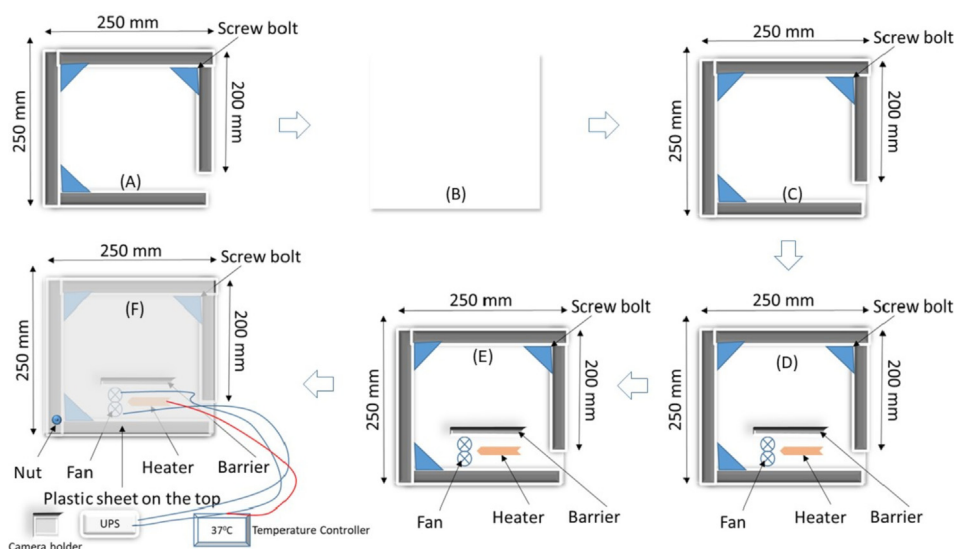 250 mm
Screw bolt
250 mm
200 mm
(A)
(B)
250 mm
Screw bolt
250 mm
200 mm
(C)
250 mm
Screw bolt
250 mm
200 mm
(D)
Fan
Heater
Barrier
250 mm
Screw bolt
250 mm
200 mm
(E)
Fan
Heater
Barrier
250 mm
Screw bolt
250 mm
200 mm
(F)
Nut
Fan
Heater
Barrier
Plastic sheet on the top
UPS
37⁰C
Temperature Controller
Camera holder